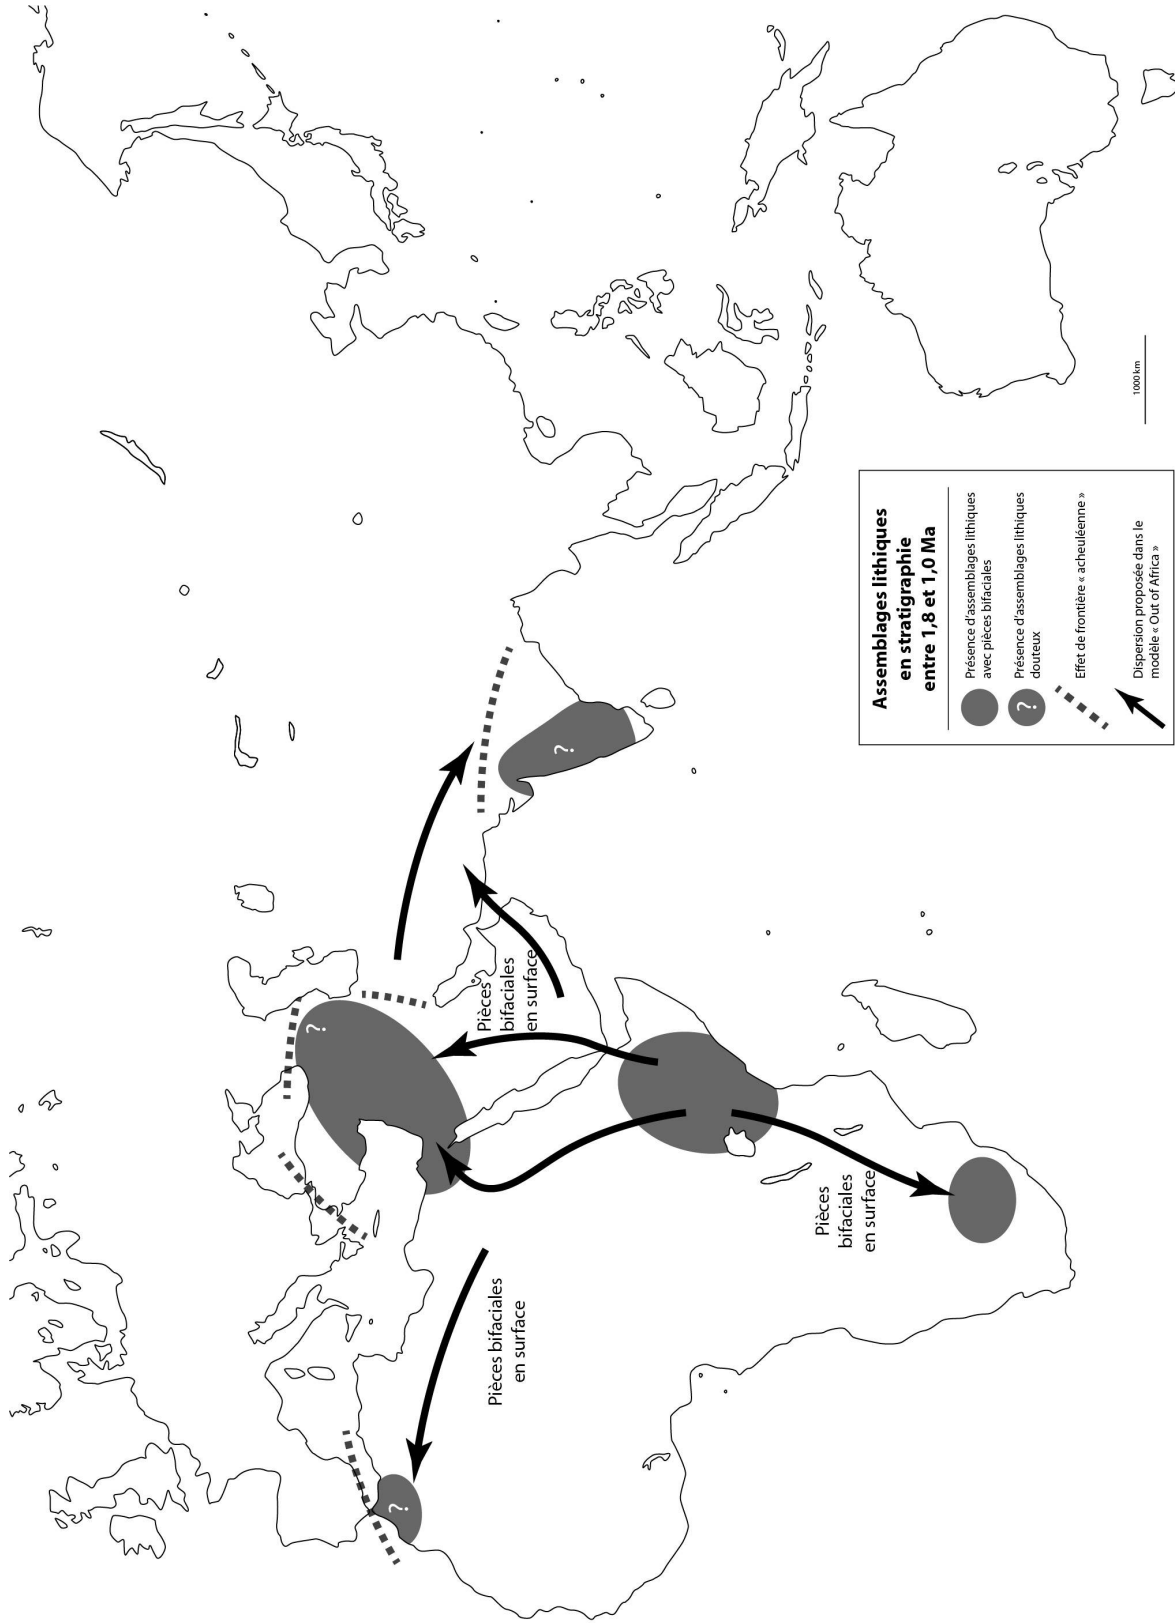 Pièces bifaciales
en surface
Pièces
bifaciales
en surface
Pièces
bifaciales
en surface
?
?
?
Assemblages lithiques
en stratigraphie
entre 1,8 et 1,0 Ma
Présence d'assemblages lithiques
avec pièces bifaciales
?
Présence d'assemblages lithiques
douteux
Effet de frontière « acheuléenne »
Dispersion proposée dans le
modèle « Out of Africa »
1000 km